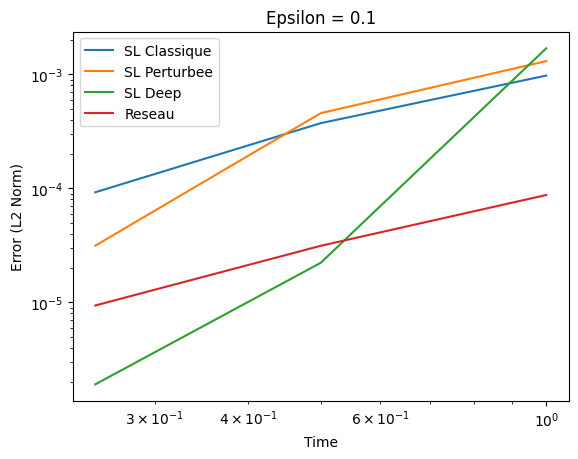 Epsilon = 0.1
SL Classique
SL Perturbee
SL Deep
Reseau
Error (L2 Norm)
10⁻³
10⁻⁴
10⁻⁵
3 × 10⁻¹ 4 × 10⁻¹ 6 × 10⁻¹ 10⁰
Time